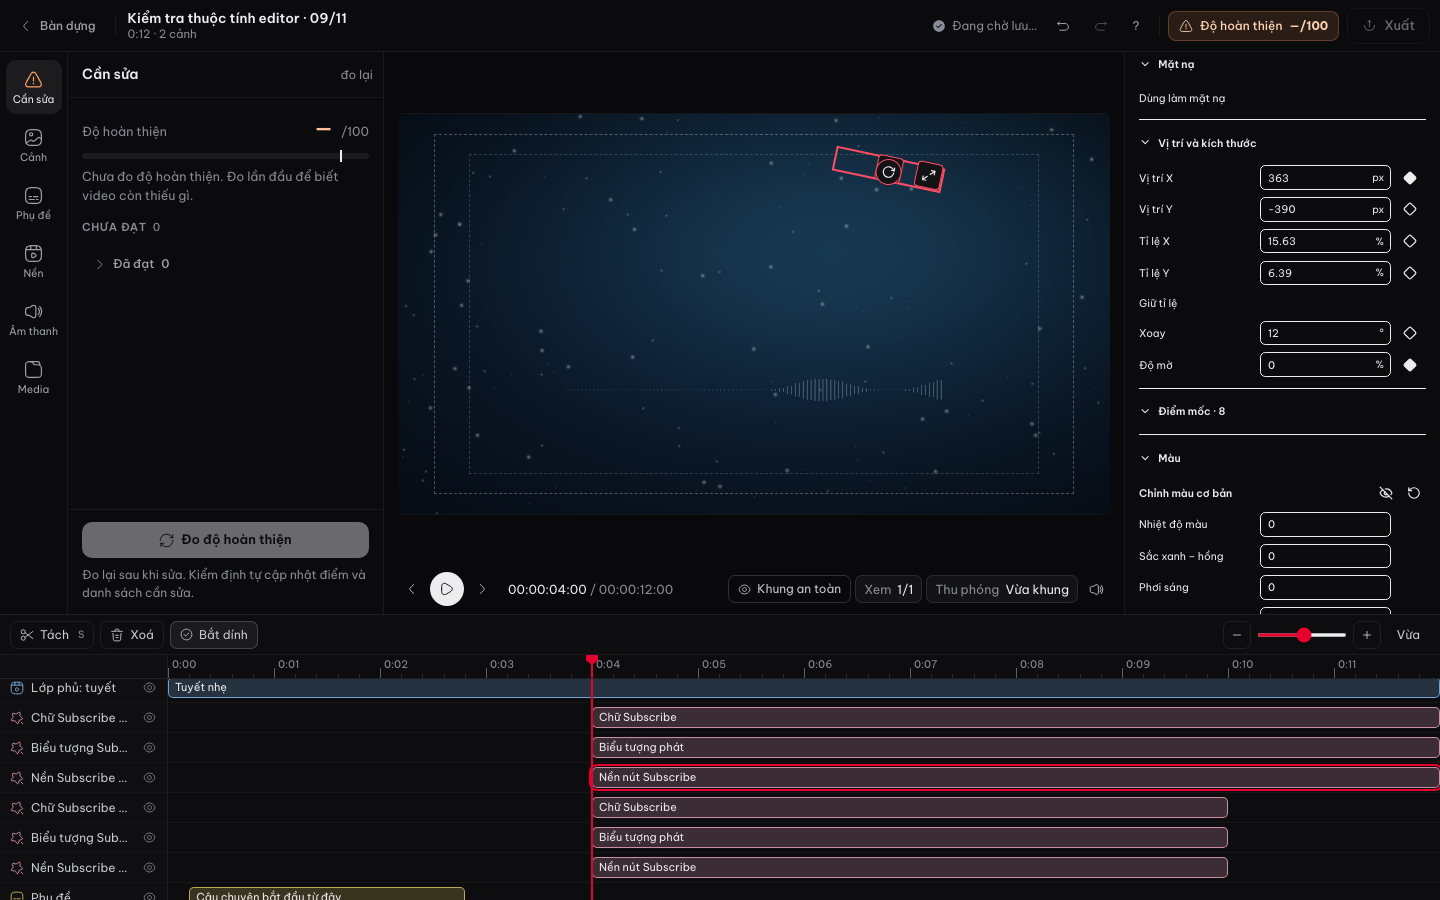 Bàn dựng
Kiểm tra thuộc tính editor · 09/11
0:12 · 2 cảnh
Đang chờ lưu...
?
Độ hoàn thiện —/100
Xuất
Cần sửa
Cảnh
Phụ đề
Nền
Âm thanh
Media
Cần sửa
đo lại
Độ hoàn thiện — /100
Chưa đo độ hoàn thiện. Đo lần đầu để biết
video còn thiếu gì.
CHƯA ĐẠT 0
Đã đạt 0
Đo độ hoàn thiện
Đo lại sau khi sửa. Kiểm định tự cập nhật điểm và
danh sách cần sửa.
00:00:04:00 / 00:00:12:00
Khung an toàn
Xem 1/1
Thu phóng Vừa khung
Mặt nạ
Dùng làm mặt nạ
Vị trí và kích thước
Vị trí X 363 px
Vị trí Y -390 px
Tỉ lệ X 15.63 %
Tỉ lệ Y 6.39 %
Giữ tỉ lệ
Xoay 12 °
Độ mờ 0 %
Điểm mốc · 8
Màu
Chỉnh màu cơ bản
Nhiệt độ màu 0
Sắc xanh – hồng 0
Phơi sáng 0
Tách S
Xoá
Bắt dính
Vừa
0:00 0:01 0:02 0:03 0:04 0:05 0:06 0:07 0:08 0:09 0:10 0:11
Lớp phủ: tuyết
Tuyết nhẹ
Chữ Subscribe ...
Chữ Subscribe
Biểu tượng Sub...
Biểu tượng phát
Nền Subscribe ...
Nền nút Subscribe
Chữ Subscribe ...
Chữ Subscribe
Biểu tượng Sub...
Biểu tượng phát
Nền Subscribe ...
Nền nút Subscribe
Phụ đề
Câu chuyện bắt đầu từ đây